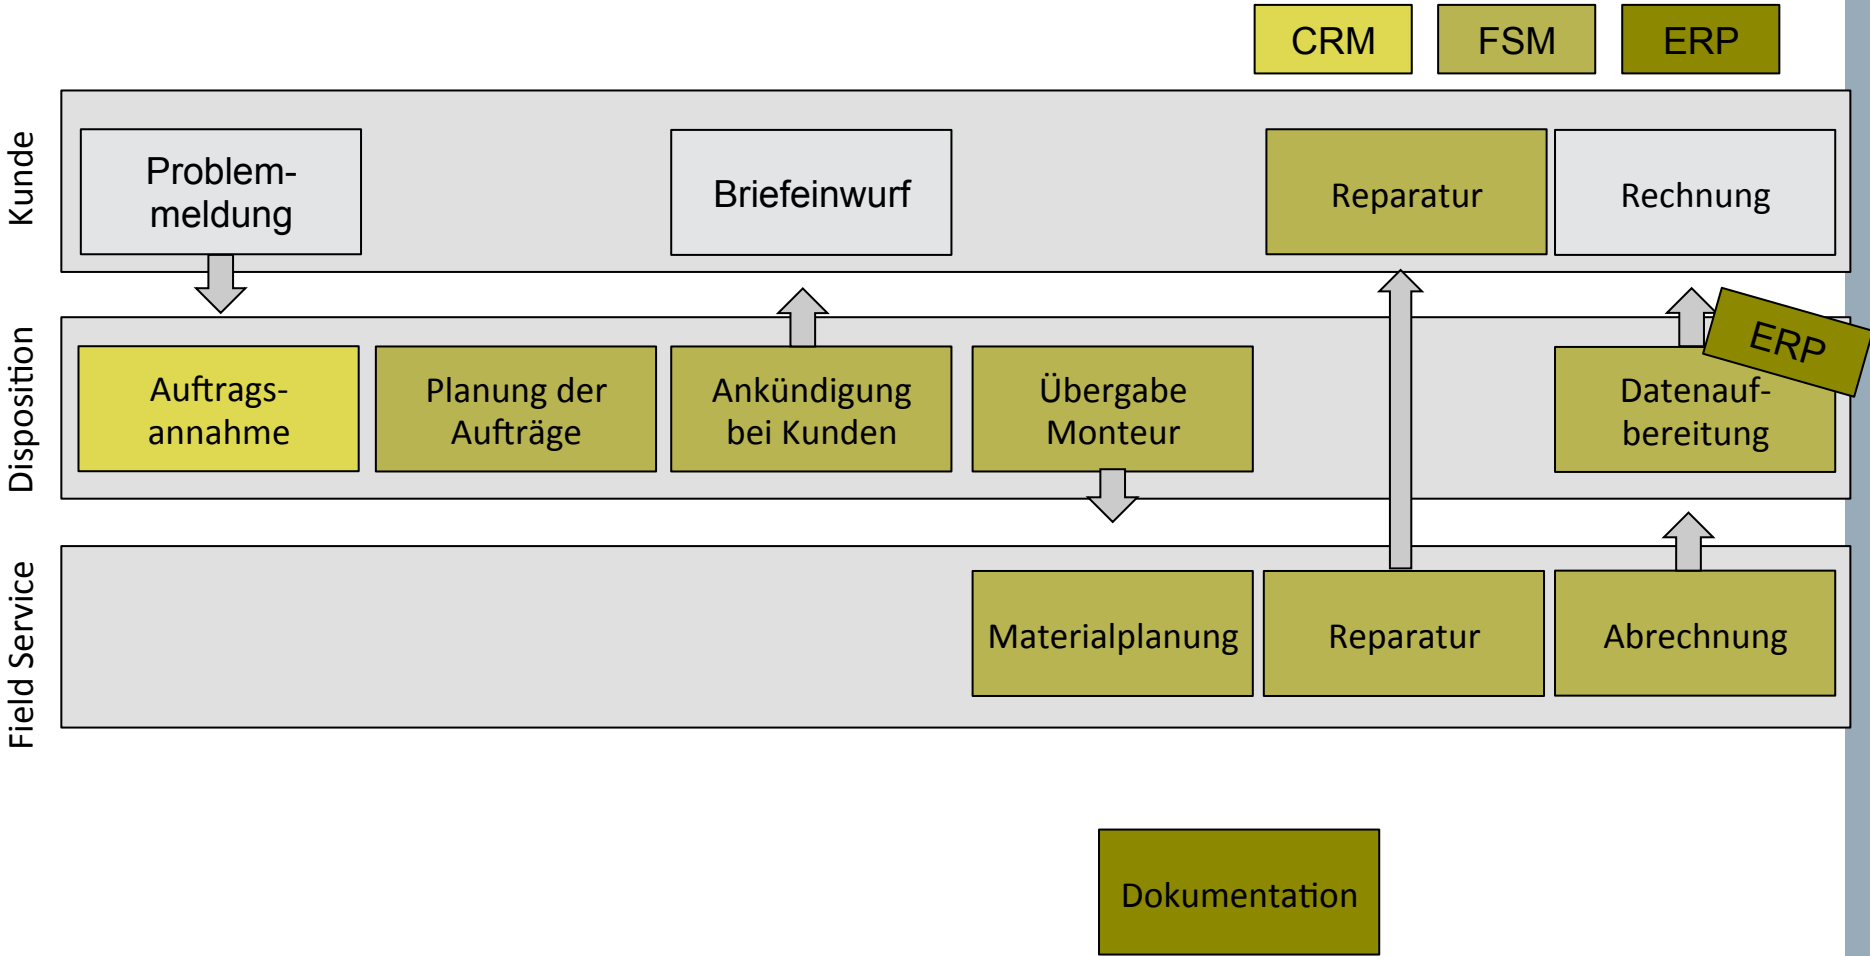 CRM
FSM
ERP
Kunde
Problem-
meldung
Briefeinwurf
Reparatur
Rechnung
Disposition
Auftrags-
annahme
Planung der
Aufträge
Ankündigung
bei Kunden
Übergabe
Monteur
Datenauf-
bereitung
ERP
Field Service
Materialplanung
Reparatur
Abrechnung
Dokumentation